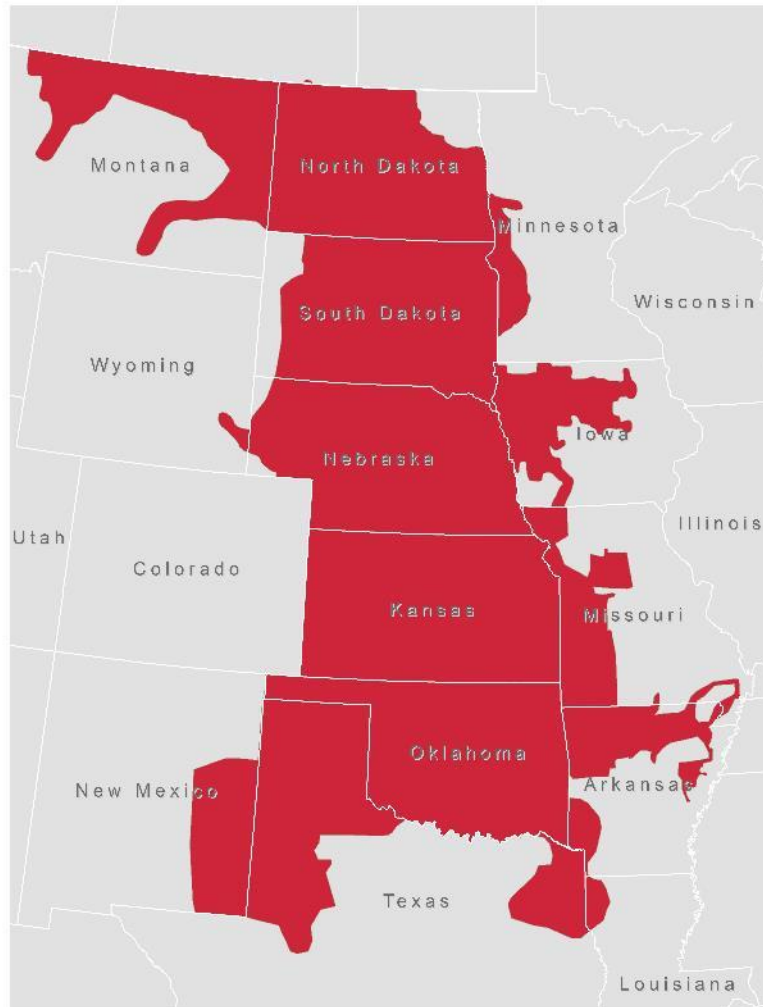 Montana
North Dakota
Minnesota
Wisconsin
South Dakota
Wyoming
Iowa
Nebraska
Illinois
Utah
Colorado
Kansas
Missouri
Oklahoma
New Mexico
Arkansas
Texas
Louisiana